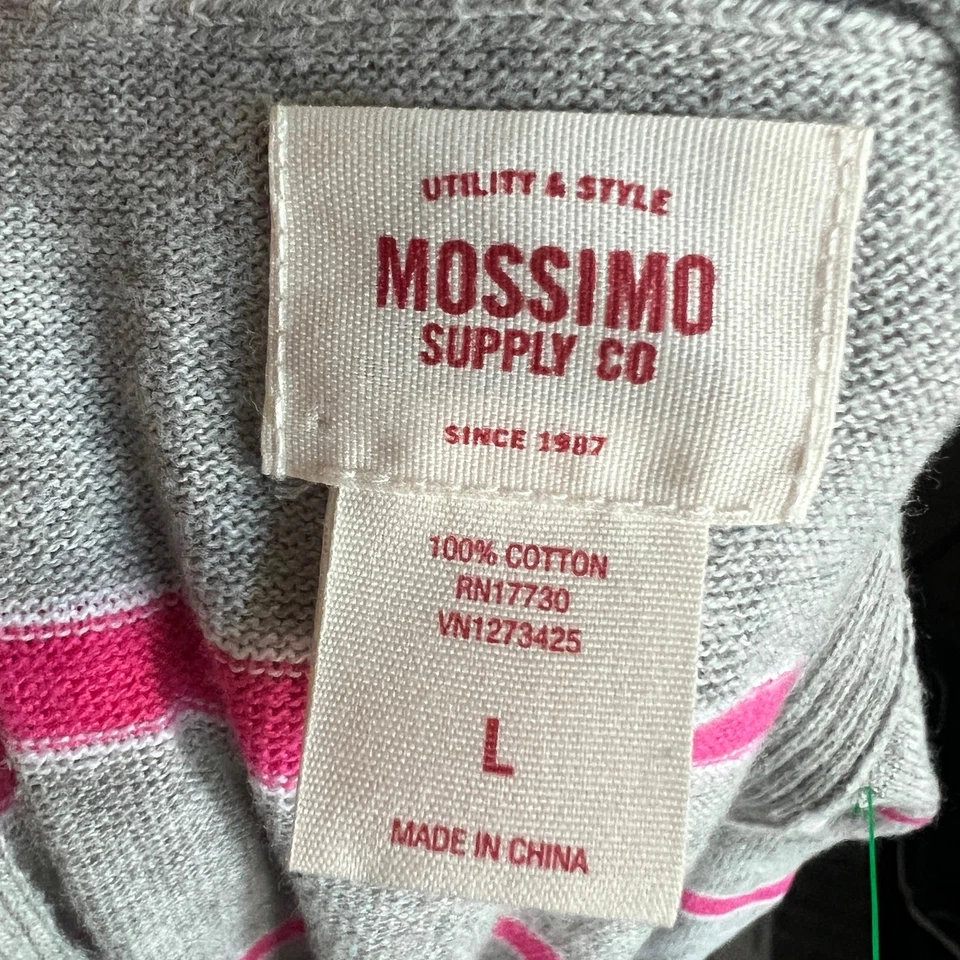 UTILITY & STYLE
MOSSIMO
SUPPLY CO
SINCE 1987
100% COTTON
RN17730
VN1273425
L
MADE IN CHINA